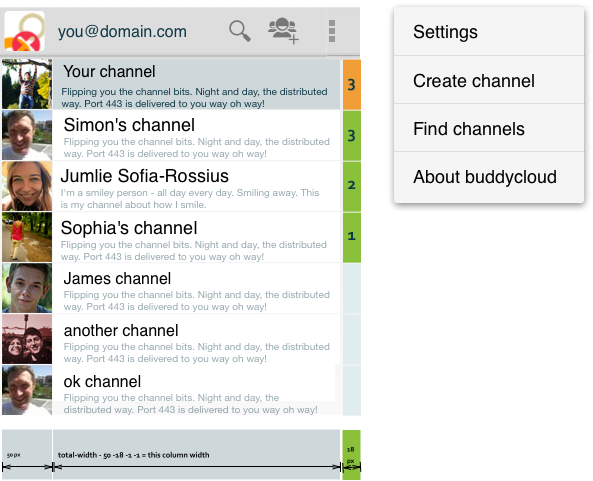 you@domain.com
Your channel
3
Flipping you the channel bits. Night and day, the distributed
way. Port 443 is delivered to you way oh way!
Simon's channel
3
Flipping you the channel bits. Night and day, the distributed
way. Port 443 is delivered to you way oh way!
Jumlie Sofia-Rossius
2
I'm a smiley person - all day every day. Smiling away. This
is my channel about how I smile.
Sophia's channel
1
Flipping you the channel bits. Night and day, the distributed
way. Port 443 is delivered to you way oh way!
James channel
Flipping you the channel bits. Night and day, the distributed
way. Port 443 is delivered to you way oh way!
another channel
Flipping you the channel bits. Night and day, the distributed
way. Port 443 is delivered to you way oh way!
ok channel
Flipping you the channel bits. Night and day, the
distributed way. Port 443 is delivered to you way oh way!
50 px
total-width - 50 -18 -1 -1 = this column width
18
px
Settings
Create channel
Find channels
About buddycloud